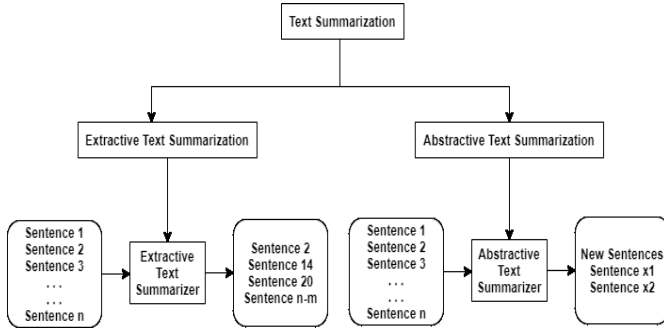 Text Summarization
Extractive Text Summarization
Abstractive Text Summarization
Sentence 1
Sentence 2
Sentence 3
...
...
Sentence n
Extractive
Text
Summarizer
Sentence 2
Sentence 14
Sentence 20
Sentence n-m
Sentence 1
Sentence 2
Sentence 3
...
...
Sentence n
Abstractive
Text
Summarizer
New Sentences
Sentence x1
Sentence x2